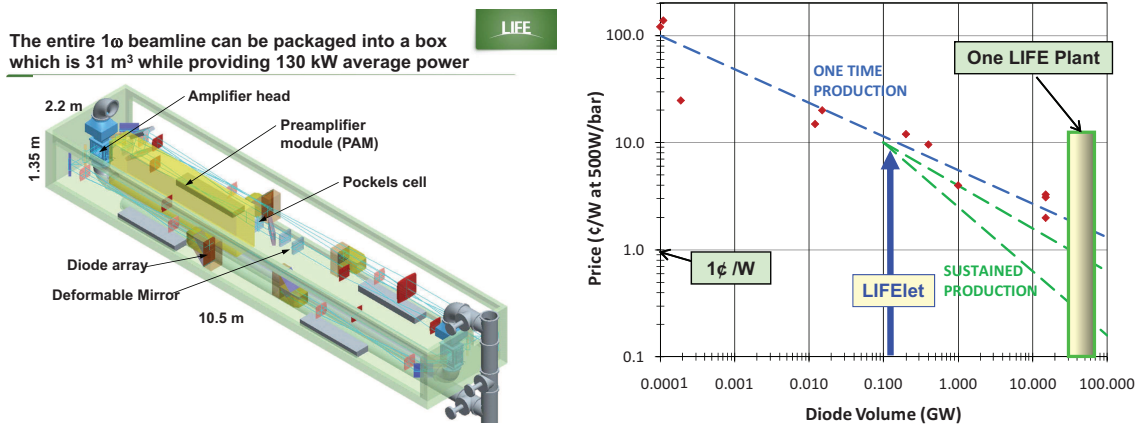 LIFE
The entire 1ω beamline can be packaged into a box
which is 31 m³ while providing 130 kW average power
2.2 m
Amplifier head
Preamplifier
module (PAM)
1.35 m
Pockels cell
Diode array
Deformable Mirror
10.5 m
Price (¢/W at 500W/bar)
100.0
10.0
1.0
0.1
ONE TIME
PRODUCTION
One LIFE Plant
1¢ /W
LIFElet
SUSTAINED
PRODUCTION
0.0001
0.001
0.010
0.100
1.000
10.000
100.000
Diode Volume (GW)